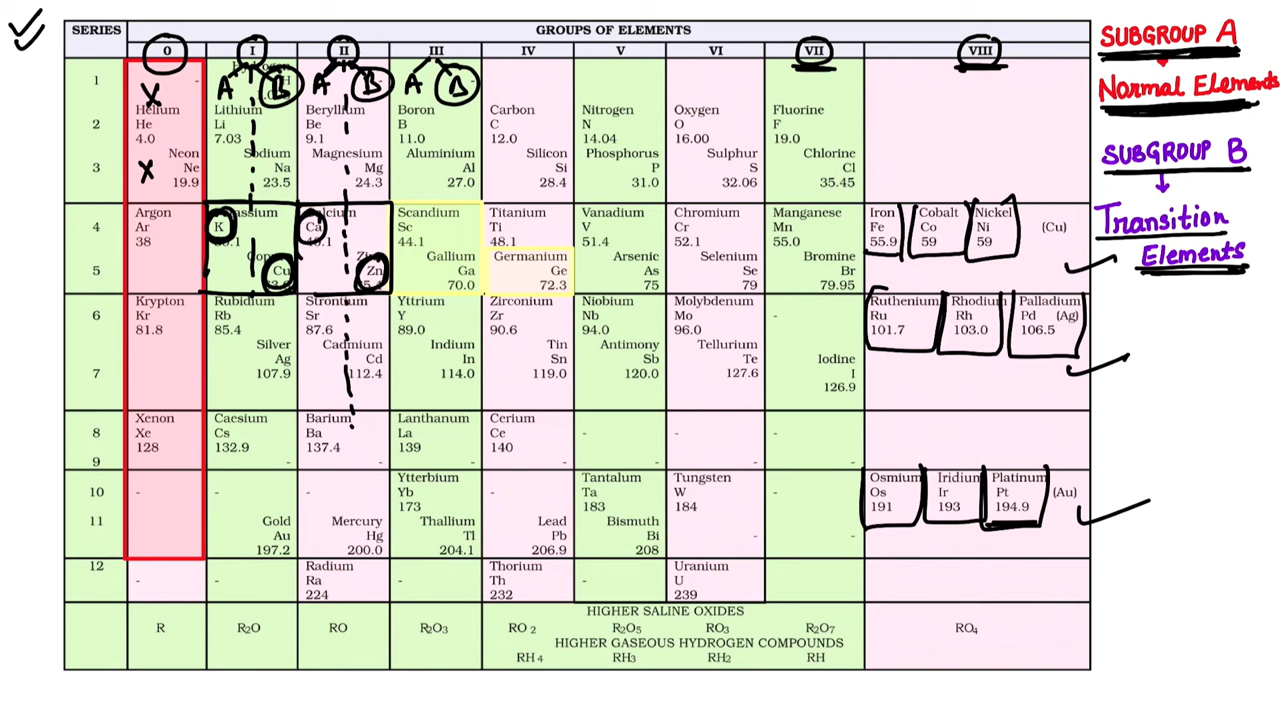 SERIES
GROUPS OF ELEMENTS
0 I II III IV V VI VII VIII
SUBGROUP A
Normal Elements
SUBGROUP B
Transition
Elements
1 - H
A B A B A B
X
2
Helium Lithium Beryllium Boron Carbon Nitrogen Oxygen Fluorine
He Li Be B C N O F
4.0 7.03 9.1 11.0 12.0 14.04 16.00 19.0
X
3
Neon Sodium Magnesium Aluminium Silicon Phosphorus Sulphur Chlorine
Ne Na Mg Al Si P S Cl
19.9 23.5 24.3 27.0 28.4 31.0 32.06 35.45
4
Argon Potassium Calcium Scandium Titanium Vanadium Chromium Manganese Iron Cobalt Nickel
Ar K Ca Sc Ti V Cr Mn Fe Co Ni (Cu)
38 44.1 48.1 51.4 52.1 55.0 55.9 59 59
5
Gallium Germanium Arsenic Selenium Bromine
Cu Zn Ga Ge As Se Br
70.0 72.3 75 79 79.95
6
Krypton Rubidium Strontium Yttrium Zirconium Niobium Molybdenum Ruthenium Rhodium Palladium
Kr Rb Sr Y Zr Nb Mo - Ru Rh Pd (Ag)
81.8 85.4 87.6 89.0 90.6 94.0 96.0 101.7 103.0 106.5
7
Silver Cadmium Indium Tin Antimony Tellurium Iodine
Ag Cd In Sn Sb Te I
107.9 112.4 114.0 119.0 120.0 127.6 126.9
8
Xenon Caesium Barium Lanthanum Cerium
Xe Cs Ba La Ce - - -
128 132.9 137.4 139 140
9 - - - - - - -
10
Ytterbium Tantalum Tungsten Osmium Iridium Platinum
- - - Yb - Ta W - Os Ir Pt (Au)
173 183 184 191 193 194.9
11
Gold Mercury Thallium Lead Bismuth
Au Hg Tl Pb Bi - -
197.2 200.0 204.1 206.9 208
12
Radium Thorium Uranium
- - Ra - Th - U
224 232 239
HIGHER SALINE OXIDES
R R₂O RO R₂O₃ RO₂ R₂O₅ RO₃ R₂O₇ RO₄
HIGHER GASEOUS HYDROGEN COMPOUNDS
RH₄ RH₃ RH₂ RH